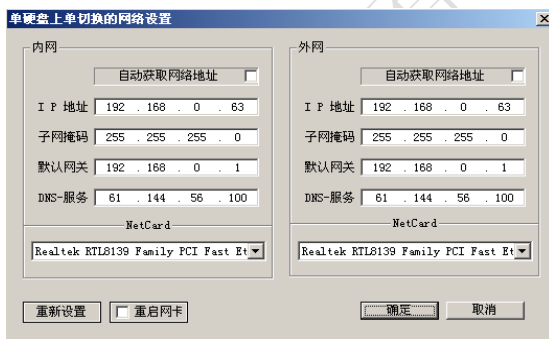 单硬盘上单切换的网络设置
内网
自动获取网络地址
I P 地址 192 . 168 . 0 . 63
子网掩码 255 . 255 . 255 . 0
默认网关 192 . 168 . 0 . 1
DNS-服务 61 . 144 . 56 . 100
NetCard
Realtek RTL8139 Family PCI Fast Et
外网
自动获取网络地址
I P 地址 192 . 168 . 0 . 63
子网掩码 255 . 255 . 255 . 0
默认网关 192 . 168 . 0 . 1
DNS-服务 61 . 144 . 56 . 100
NetCard
Realtek RTL8139 Family PCI Fast Et
重新设置 重启网卡 确定 取消